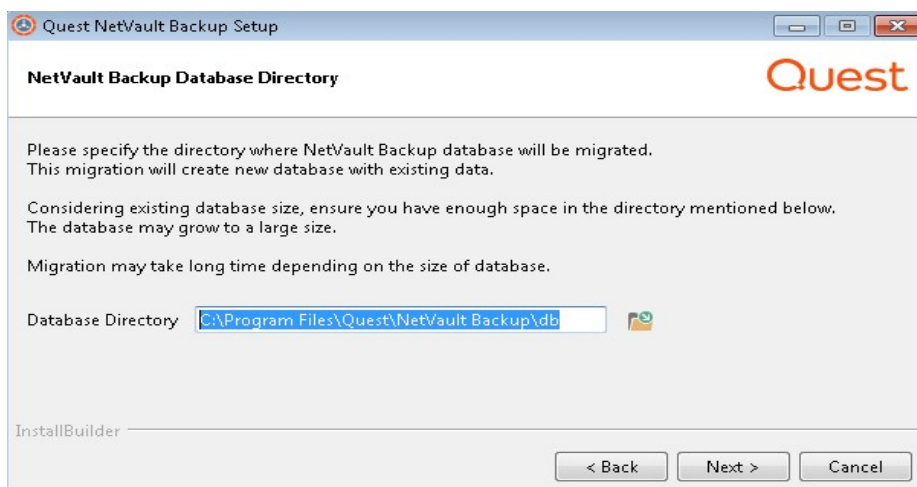 Quest NetVault Backup Setup
NetVault Backup Database Directory
Quest
Please specify the directory where NetVault Backup database will be migrated.
This migration will create new database with existing data.
Considering existing database size, ensure you have enough space in the directory mentioned below.
The database may grow to a large size.
Migration may take long time depending on the size of database.
Database Directory C:\Program Files\Quest\NetVault Backup\db
InstallBuilder
< Back Next > Cancel